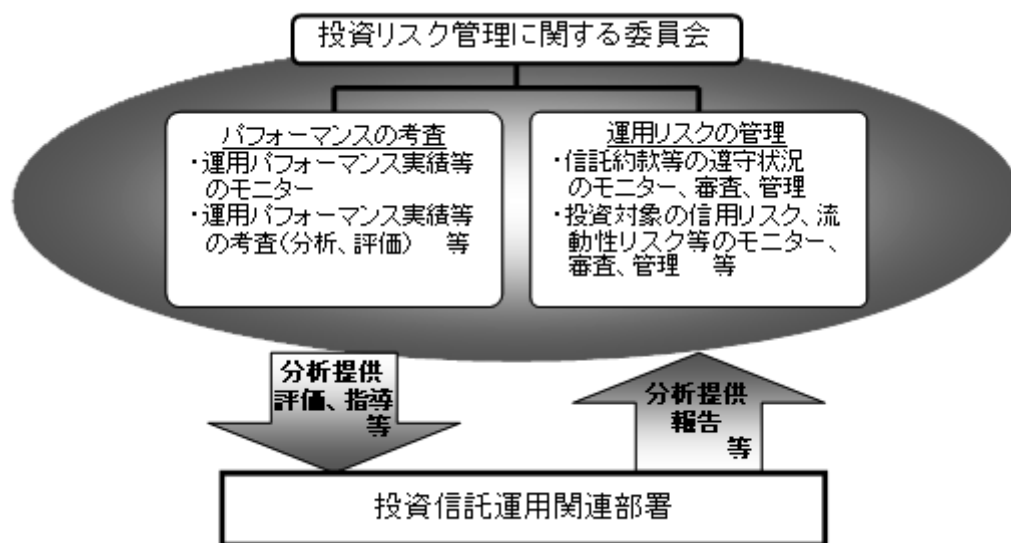 投資リスク管理に関する委員会
パフォーマンスの考査
・運用パフォーマンス実績等
のモニター
・運用パフォーマンス実績等
の考査(分析、評価) 等
運用リスクの管理
・信託約款等の遵守状況
のモニター、審査、管理
・投資対象の信用リスク、流
動性リスク等のモニター、
審査、管理 等
分析提供
評価、指導
等
分析提供
報告
等
投資信託運用関連部署